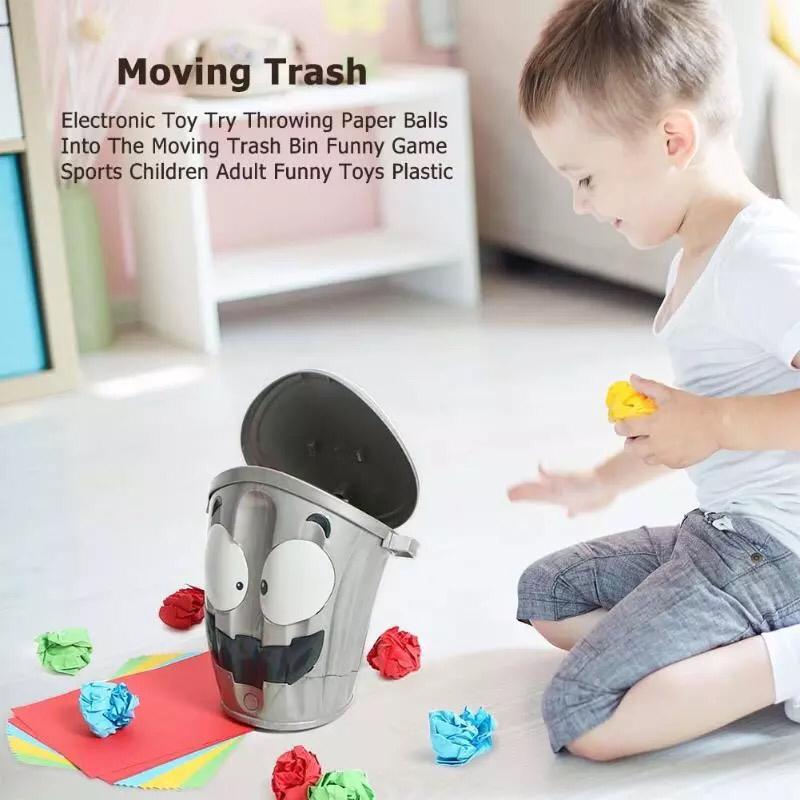 Moving Trash
Electronic Toy Try Throwing Paper Balls
Into The Moving Trash Bin Funny Game
Sports Children Adult Funny Toys Plastic